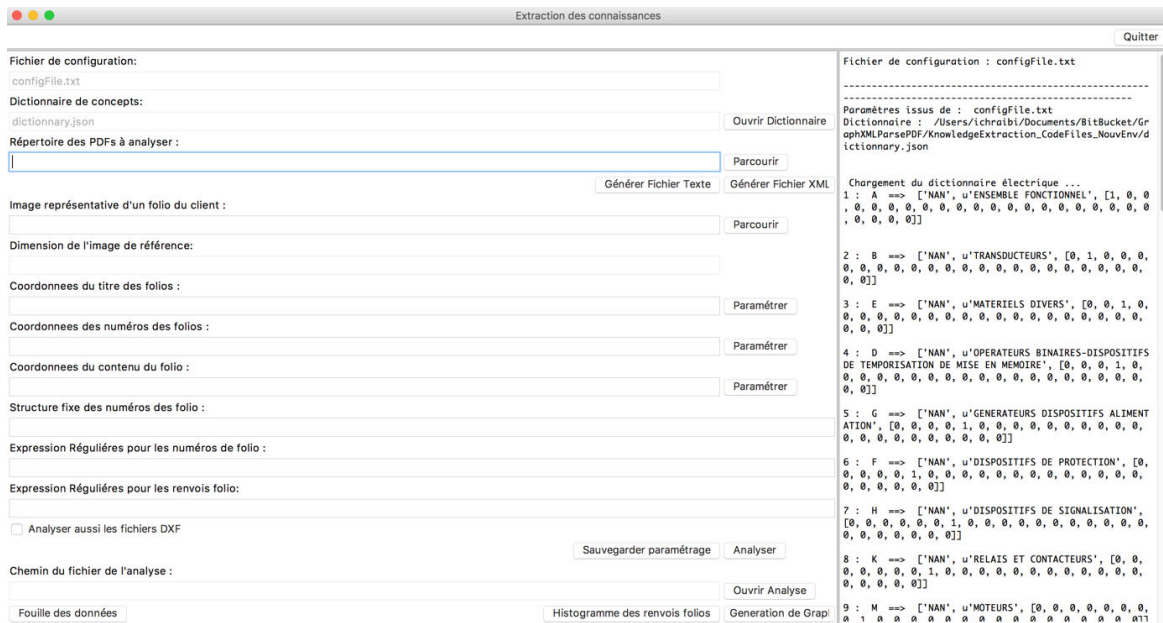 Extraction des connaissances
Quitter
Fichier de configuration:
configFile.txt
Dictionnaire de concepts:
dictionnary.json
Ouvrir Dictionnaire
Répertoire des PDFs à analyser :
Parcourir
Générer Fichier Texte
Générer Fichier XML
Image représentative d'un folio du client :
Parcourir
Dimension de l'image de référence:
Coordonnees du titre des folios :
Paramétrer
Coordonnees des numéros des folios :
Paramétrer
Coordonnees du contenu du folio :
Paramétrer
Structure fixe des numéros des folio :
Expression Réguliéres pour les numéros de folio :
Expression Réguliéres pour les renvois folio:
Analyser aussi les fichiers DXF
Sauvegarder paramétrage
Analyser
Chemin du fichier de l'analyse :
Ouvrir Analyse
Fouille des données
Histogramme des renvois folios
Generation de Grap
Fichier de configuration : configFile.txt
-----------------------------------------------------
--------------------------------------------------
Paramètres issus de :  configFile.txt
Dictionnaire :  /Users/ichraibi/Documents/BitBucket/Gr
aphXMLParsePDF/KnowledgeExtraction_CodeFiles_NouvEnv/d
ictionnary.json
Chargement du dictionnaire électrique ...
1 :  A  ==>  ['NAN', u'ENSEMBLE FONCTIONNEL', [1, 0, 0
, 0, 0, 0, 0, 0, 0, 0, 0, 0, 0, 0, 0, 0, 0, 0, 0, 0
, 0, 0, 0, 0]]
2 :  B  ==>  ['NAN', u'TRANSDUCTEURS', [0, 1, 0, 0, 0,
0, 0, 0, 0, 0, 0, 0, 0, 0, 0, 0, 0, 0, 0, 0, 0, 0,
0, 0]]
3 :  E  ==>  ['NAN', u'MATERIELS DIVERS', [0, 0, 1, 0,
0, 0, 0, 0, 0, 0, 0, 0, 0, 0, 0, 0, 0, 0, 0, 0, 0,
0, 0, 0]]
4 :  D  ==>  ['NAN', u'OPERATEURS BINAIRES-DISPOSITIFS
DE TEMPORISATION DE MISE EN MEMOIRE', [0, 0, 0, 1, 0,
0, 0, 0, 0, 0, 0, 0, 0, 0, 0, 0, 0, 0, 0, 0, 0, 0,
0, 0]]
5 :  G  ==>  ['NAN', u'GENERATEURS DISPOSITIFS ALIMENT
ATION', [0, 0, 0, 0, 1, 0, 0, 0, 0, 0, 0, 0, 0, 0, 0,
0, 0, 0, 0, 0, 0, 0, 0, 0]]
6 :  F  ==>  ['NAN', u'DISPOSITIFS DE PROTECTION', [0,
0, 0, 0, 1, 0, 0, 0, 0, 0, 0, 0, 0, 0, 0, 0, 0, 0,
0, 0, 0, 0, 0, 0]]
7 :  H  ==>  ['NAN', u'DISPOSITIFS DE SIGNALISATION',
[0, 0, 0, 0, 0, 0, 1, 0, 0, 0, 0, 0, 0, 0, 0, 0, 0,
0, 0, 0, 0, 0, 0, 0]]
8 :  K  ==>  ['NAN', u'RELAIS ET CONTACTEURS', [0, 0,
0, 0, 0, 0, 1, 0, 0, 0, 0, 0, 0, 0, 0, 0, 0, 0, 0,
0, 0, 0, 0, 0]]
9 :  M  ==>  ['NAN', u'MOTEURS', [0, 0, 0, 0, 0, 0, 0,